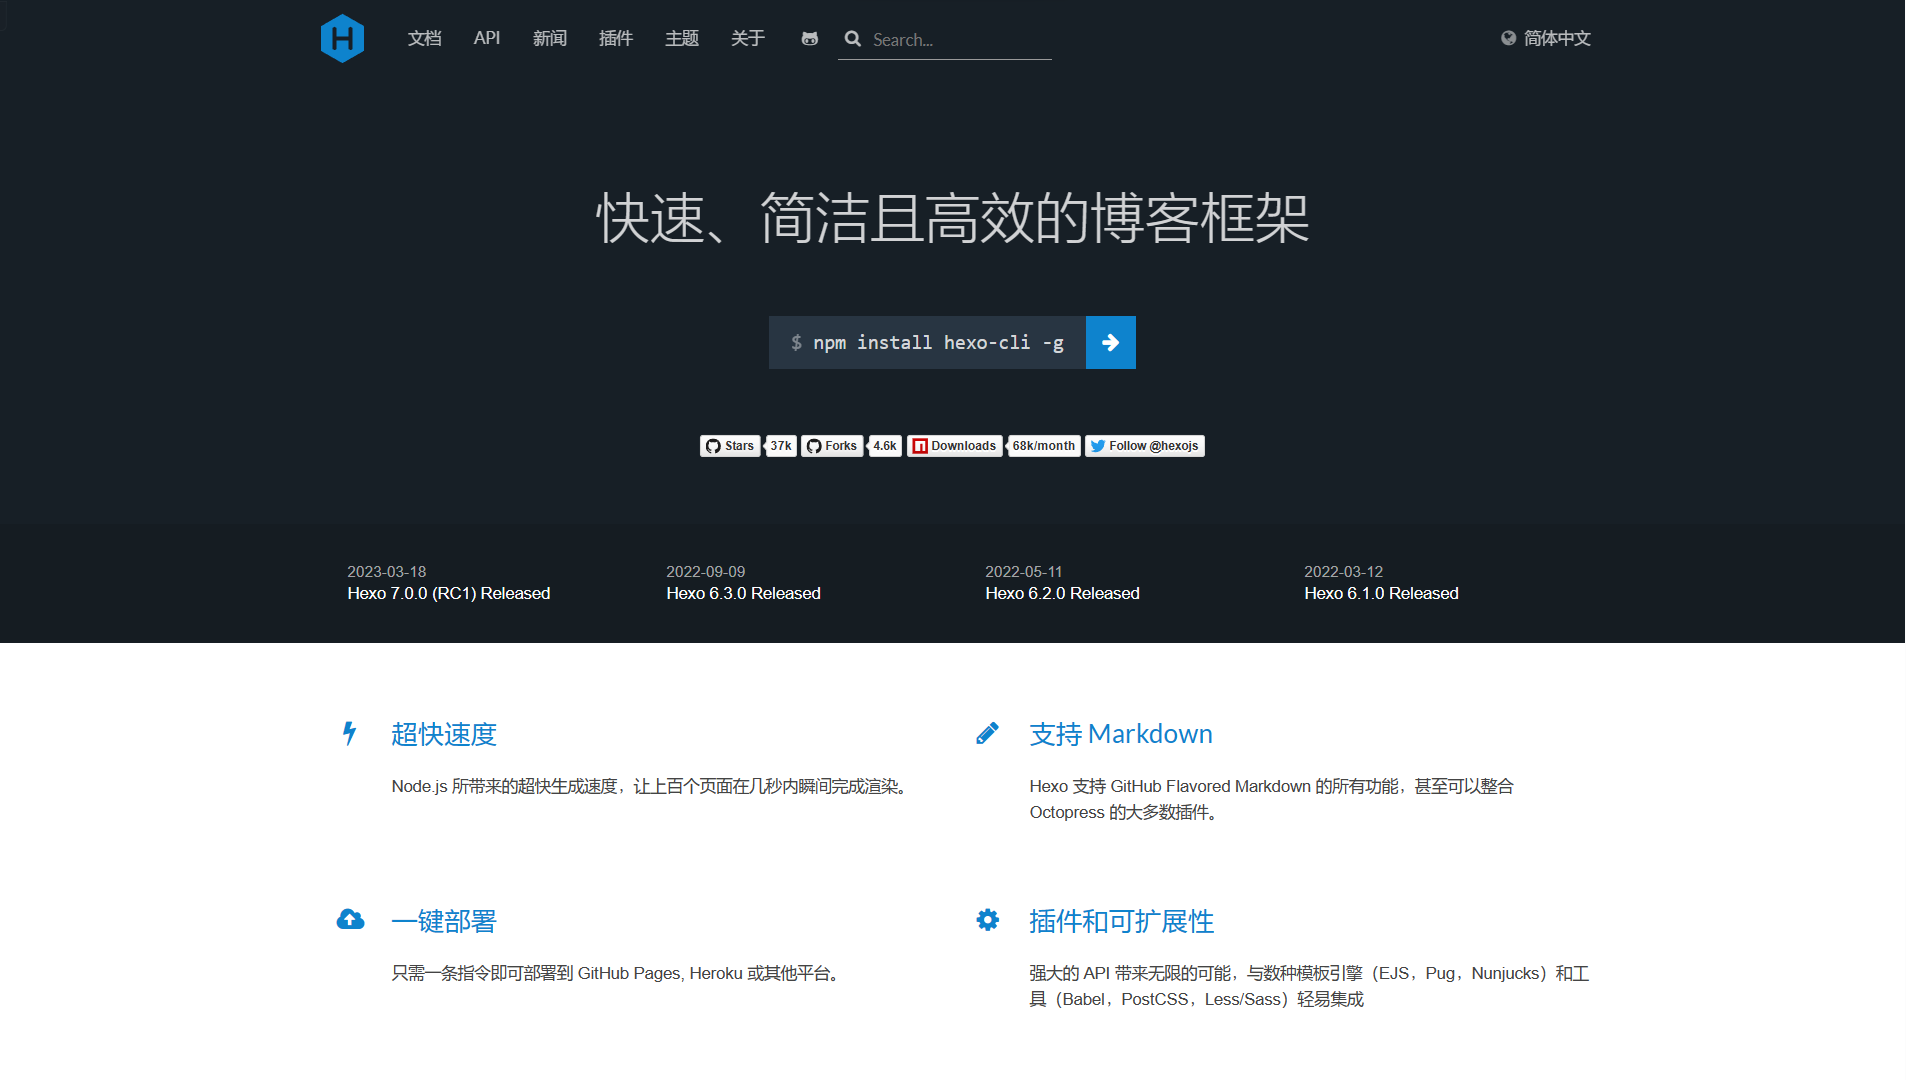 H
文档 API 新闻 插件 主题 关于 Search... 简体中文
快速、简洁且高效的博客框架
$ npm install hexo-cli -g
Stars 37k Forks 4.6k Downloads 68k/month Follow @hexojs
2023-03-18 2022-09-09 2022-05-11 2022-03-12
Hexo 7.0.0 (RC1) Released Hexo 6.3.0 Released Hexo 6.2.0 Released Hexo 6.1.0 Released
超快速度
Node.js 所带来的超快生成速度，让上百个页面在几秒内瞬间完成渲染。
支持 Markdown
Hexo 支持 GitHub Flavored Markdown 的所有功能，甚至可以整合
Octopress 的大多数插件。
一键部署
只需一条指令即可部署到 GitHub Pages, Heroku 或其他平台。
插件和可扩展性
强大的 API 带来无限的可能，与数种模板引擎（EJS，Pug，Nunjucks）和工
具（Babel，PostCSS，Less/Sass）轻易集成